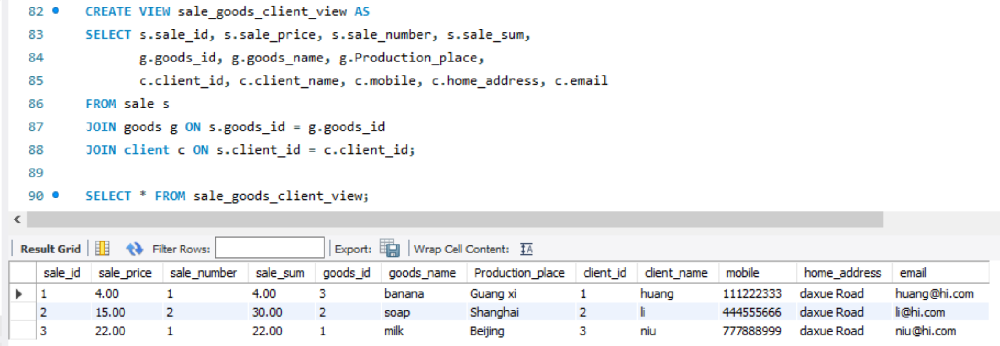 82 CREATE VIEW sale_goods_client_view AS
83 SELECT s.sale_id, s.sale_price, s.sale_number, s.sale_sum,
84 g.goods_id, g.goods_name, g.Production_place,
85 c.client_id, c.client_name, c.mobile, c.home_address, c.email
86 FROM sale s
87 JOIN goods g ON s.goods_id = g.goods_id
88 JOIN client c ON s.client_id = c.client_id;
89
90 SELECT * FROM sale_goods_client_view;
Result Grid Filter Rows: Export: Wrap Cell Content:
sale_id sale_price sale_number sale_sum goods_id goods_name Production_place client_id client_name mobile home_address email
1 4.00 1 4.00 3 banana Guang xi 1 huang 111222333 daxue Road huang@hi.com
2 15.00 2 30.00 2 soap Shanghai 2 li 444555666 daxue Road li@hi.com
3 22.00 1 22.00 1 milk Beijing 3 niu 777888999 daxue Road niu@hi.com